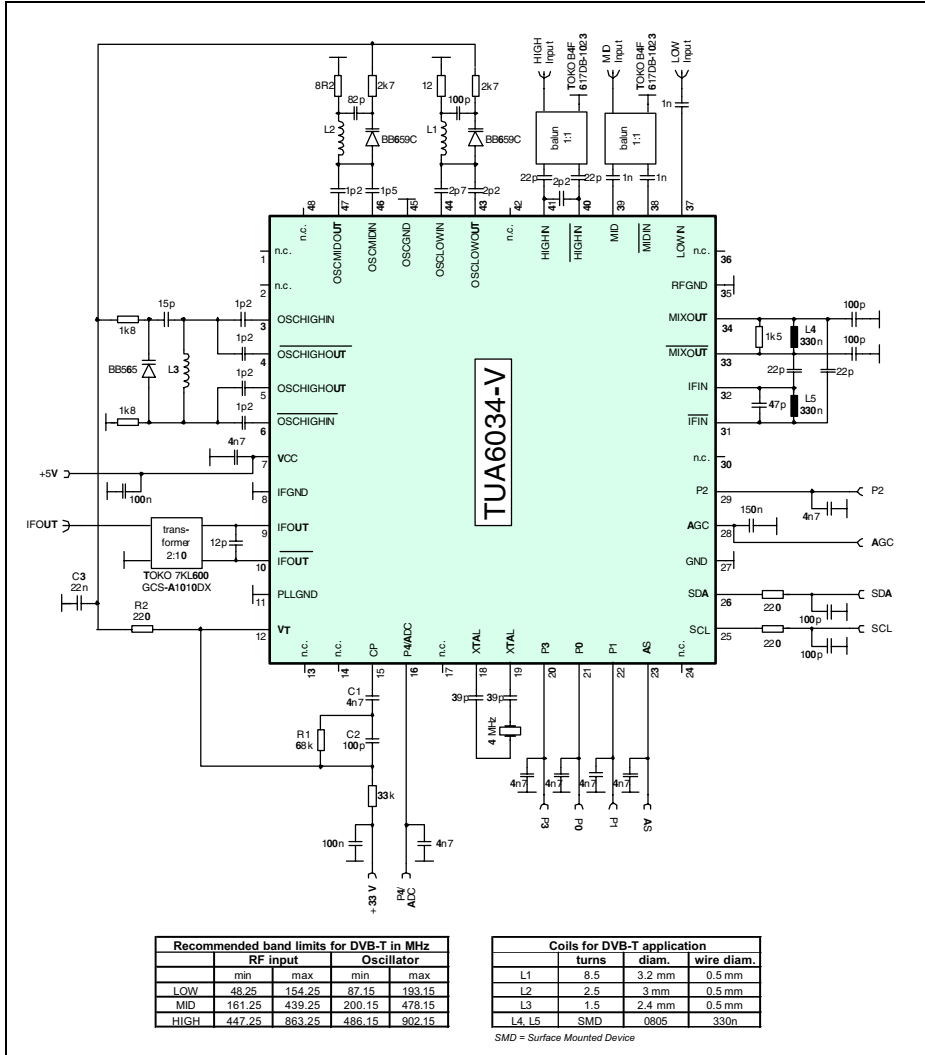 HIGH
Input
TOKO B4F
617DB-1023
MID
Input
TOKO B4F
617DB-1023
LOW
Input
8R2
2k7
12
2k7
1n
82p
100p
L2
BB659C
L1
BB659C
balun
1:1
balun
1:1
22p
22p
1n
1n
2p2
1p2
1p5
2p7
2p2
48
47
46
45
44
43
42
41
40
39
38
37
n.c.
OSCMIDOUT
OSCMIDIN
OSCGND
OSCLOWIN
OSCLOWOUT
n.c.
HIGHIN
HIGHIN
MID
MIDIN
LOWIN
1
n.c.
2
n.c.
3
OSCHIGHIN
4
OSCHIGHOUT
5
OSCHIGHOUT
6
OSCHIGHIN
7
VCC
8
IFGND
9
IFOUT
10
IFOUT
11
PLLGND
12
VT
15p
1p2
1k8
1p2
BB565
L3
1p2
1k8
1p2
4n7
+5V
100n
IFOUT
trans-
former
2:10
12p
TOKO 7KL600
GCS-A1010DX
C3
22n
R2
220
TUA6034-V
n.c.
36
RFGND
35
MIXOUT
34
MIXOUT
33
IFIN
32
IFIN
31
n.c.
30
P2
29
AGC
28
GND
27
SDA
26
SCL
25
100p
1k5
L4
330n
100p
22p
22p
47p
L5
330n
P2
4n7
150n
AGC
220
SDA
100p
220
SCL
100p
n.c.
n.c.
CP
P4/ADC
n.c.
XTAL
XTAL
P3
P0
P1
AS
n.c.
13
14
15
16
17
18
19
20
21
22
23
24
C1
4n7
39p
39p
R1
68k
C2
100p
4 MHz
33k
4n7
4n7
4n7
4n7
P3
P0
P1
AS
100n
4n7
+33 V
P4/
ADC
Recommended band limits for DVB-T in MHz
RF input Oscillator
min max min max
LOW 48.25 154.25 87.15 193.15
MID 161.25 439.25 200.15 478.15
HIGH 447.25 863.25 486.15 902.15
Coils for DVB-T application
turns diam. wire diam.
L1 8.5 3.2 mm 0.5 mm
L2 2.5 3 mm 0.5 mm
L3 1.5 2.4 mm 0.5 mm
L4, L5 SMD 0805 330n
SMD = Surface Mounted Device